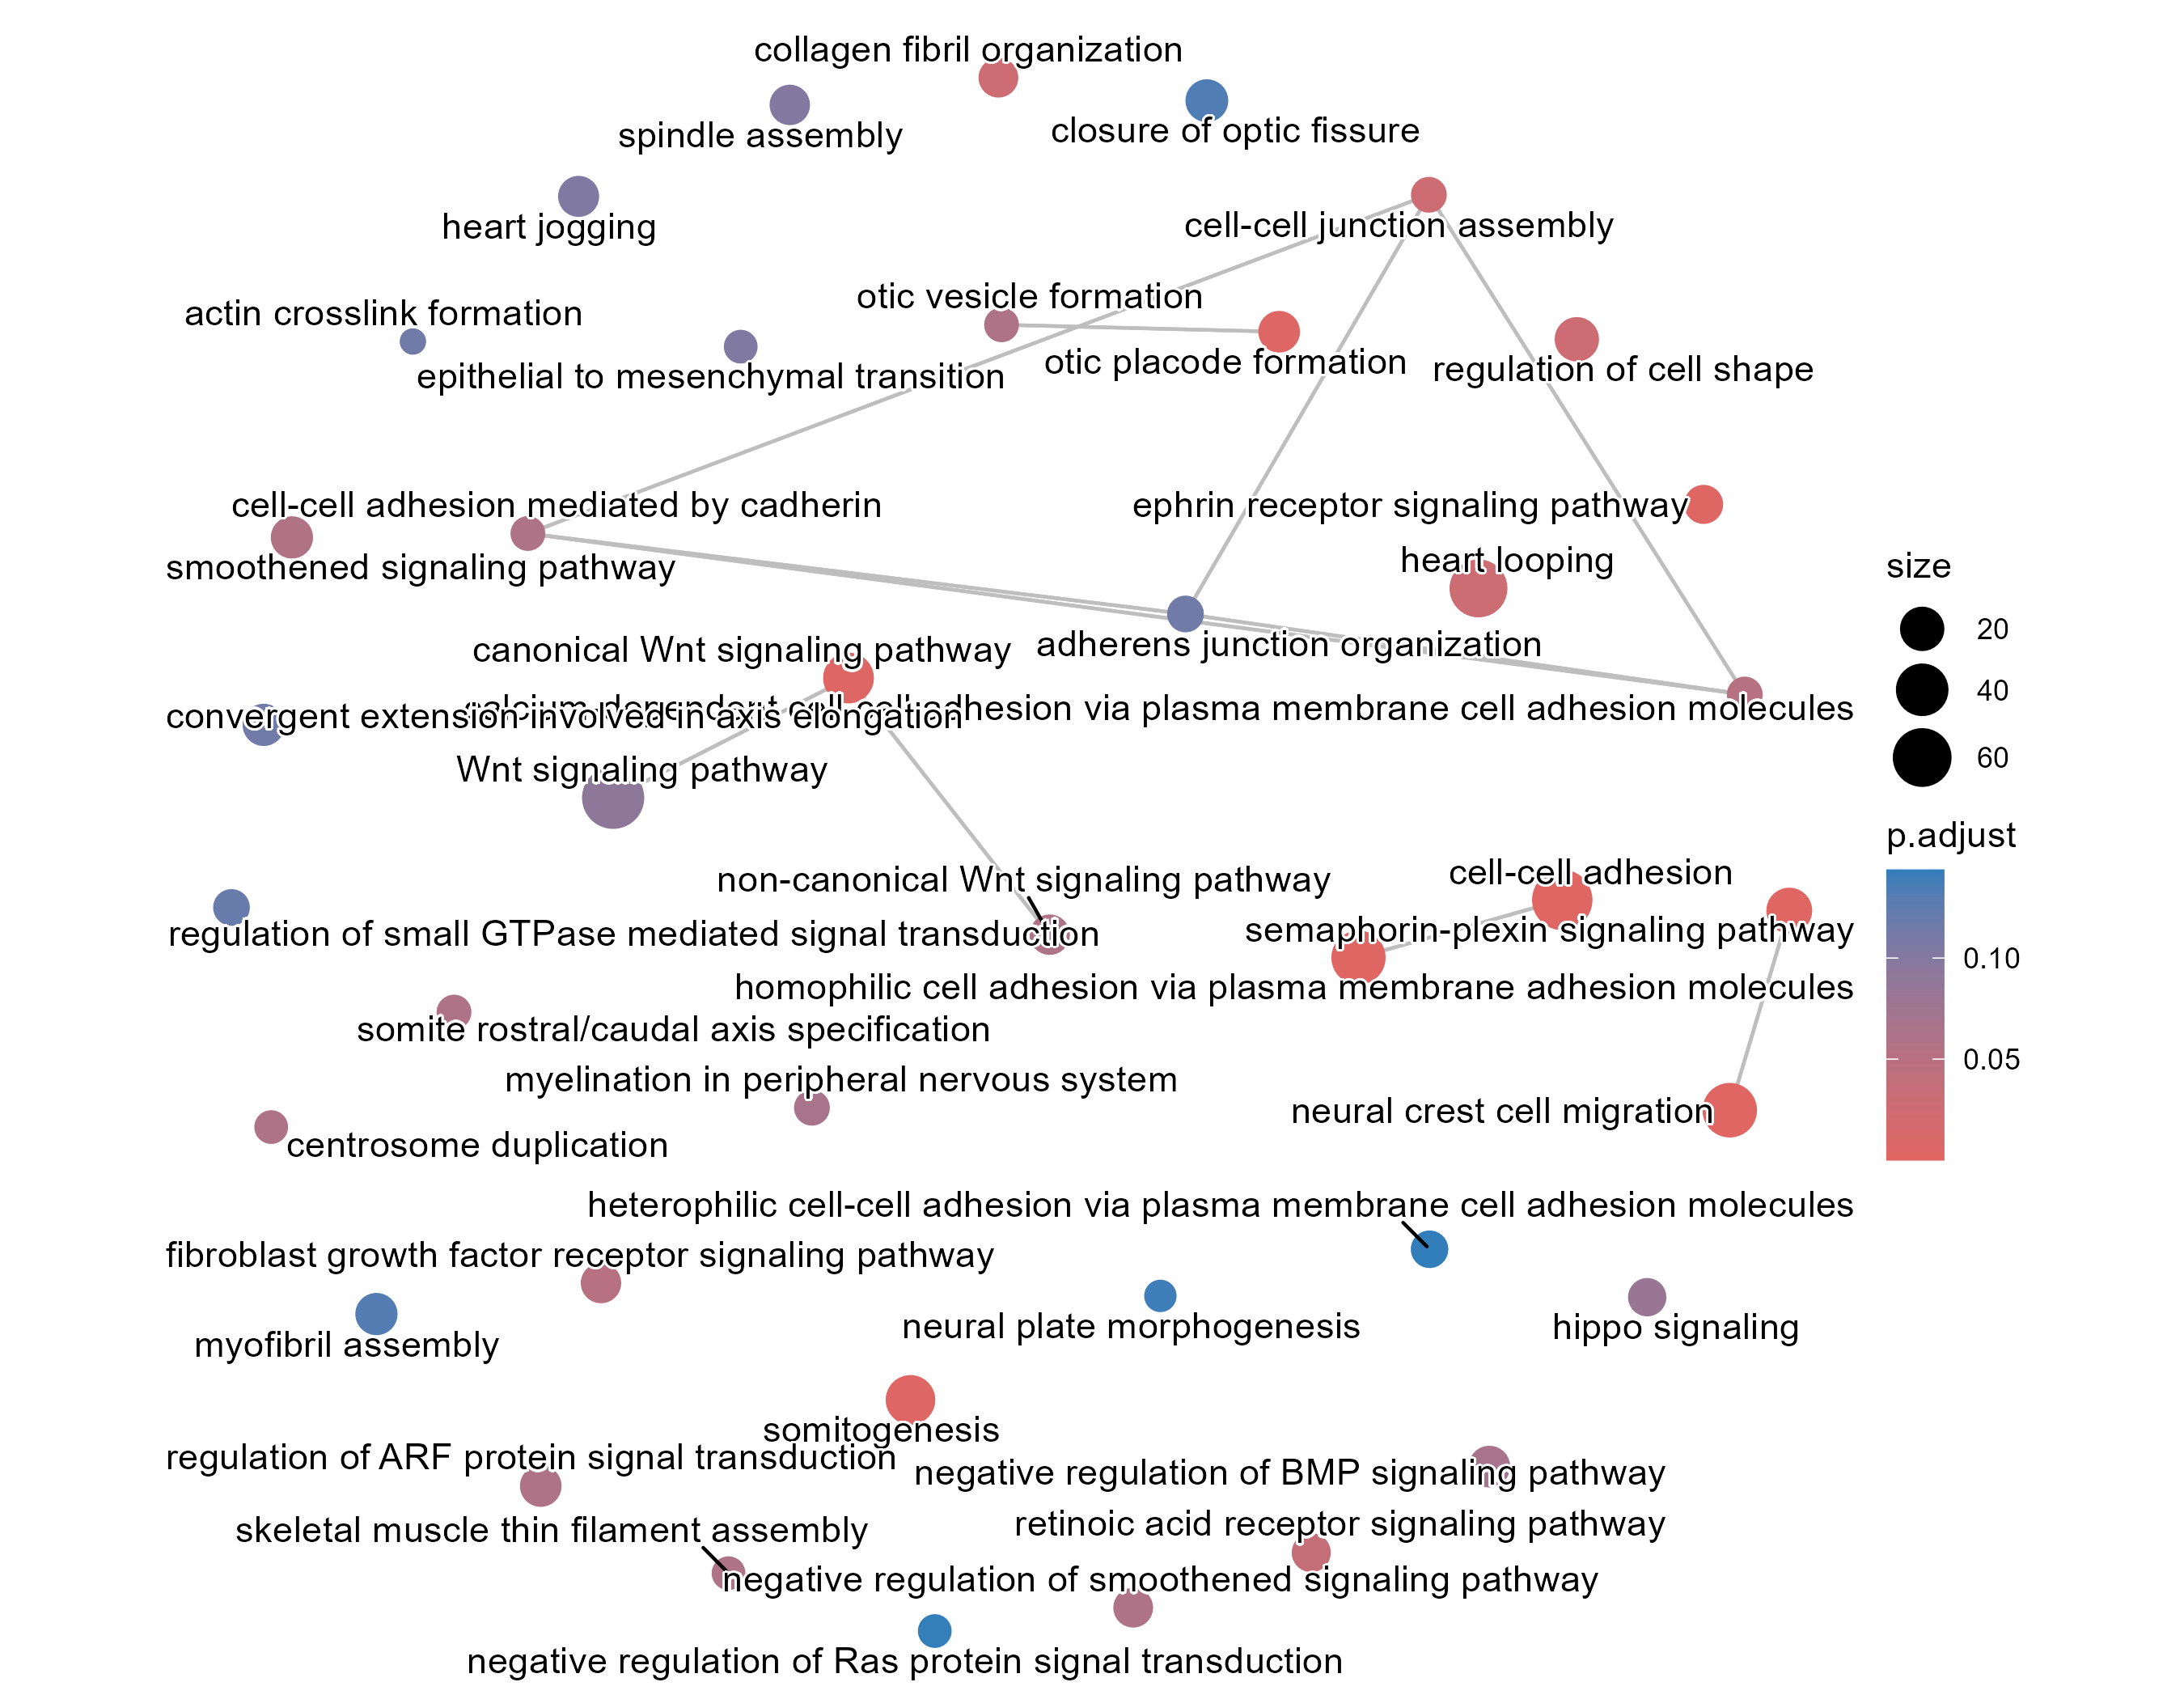 collagen fibril organization
spindle assembly
closure of optic fissure
heart jogging
cell-cell junction assembly
otic vesicle formation
actin crosslink formation
otic placode formation
regulation of cell shape
epithelial to mesenchymal transition
cell-cell adhesion mediated by cadherin
ephrin receptor signaling pathway
smoothened signaling pathway
heart looping
size
20
40
60
canonical Wnt signaling pathway
adherens junction organization
calcium-dependent cell-cell adhesion via plasma membrane cell adhesion molecules
convergent extension involved in axis elongation
Wnt signaling pathway
p.adjust
0.10
0.05
non-canonical Wnt signaling pathway
cell-cell adhesion
regulation of small GTPase mediated signal transduction
semaphorin-plexin signaling pathway
homophilic cell adhesion via plasma membrane adhesion molecules
somite rostral/caudal axis specification
myelination in peripheral nervous system
neural crest cell migration
centrosome duplication
heterophilic cell-cell adhesion via plasma membrane cell adhesion molecules
fibroblast growth factor receptor signaling pathway
neural plate morphogenesis
hippo signaling
myofibril assembly
somitogenesis
regulation of ARF protein signal transduction
negative regulation of BMP signaling pathway
skeletal muscle thin filament assembly
retinoic acid receptor signaling pathway
negative regulation of smoothened signaling pathway
negative regulation of Ras protein signal transduction